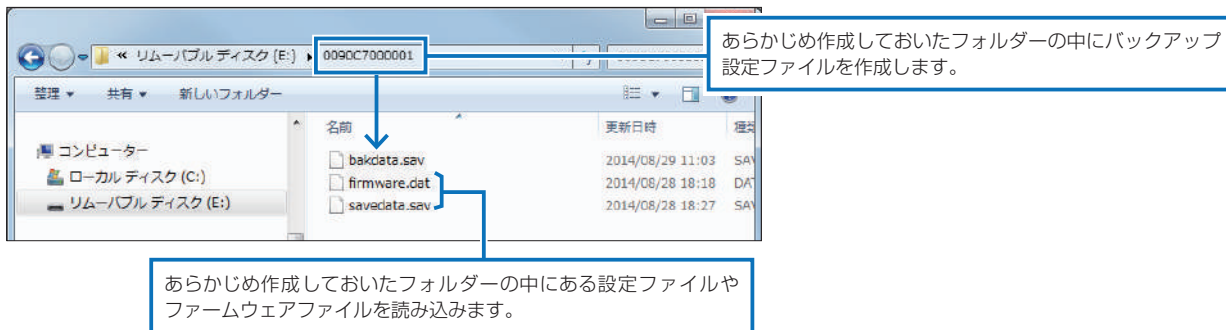 « リムーバブル ディスク (E:) ▸ 0090C7000001
あらかじめ作成しておいたフォルダーの中にバックアップ
設定ファイルを作成します。
整理 ▼ 共有 ▼ 新しいフォルダー
名前 更新日時
コンピューター
ローカル ディスク (C:)
リムーバブル ディスク (E:)
bakdata.sav 2014/08/29 11:03
firmware.dat 2014/08/28 18:18
savedata.sav 2014/08/28 18:27
あらかじめ作成しておいたフォルダーの中にある設定ファイルや
ファームウェアファイルを読み込みます。